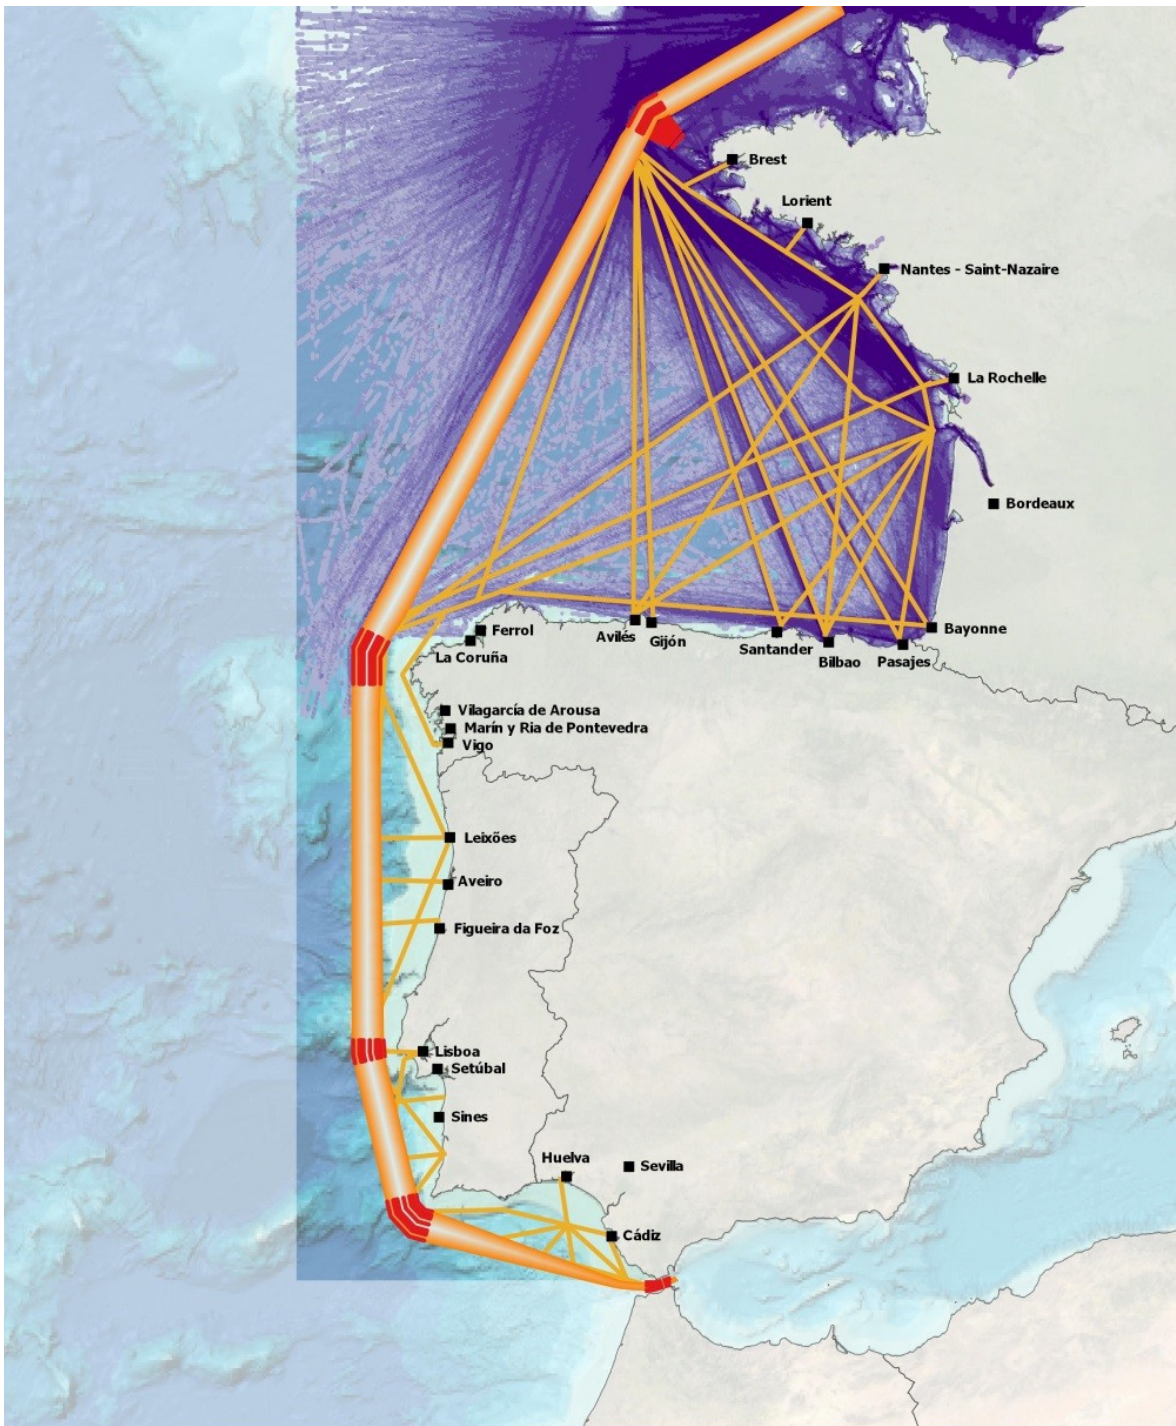 Brest
Lorient
Nantes - Saint-Nazaire
La Rochelle
Bordeaux
Ferrol
La Coruña
Avilés
Gijón
Santander
Bilbao
Pasajes
Bayonne
Vilagarcía de Arousa
Marín y Ria de Pontevedra
Vigo
Leixões
Aveiro
Figueira da Foz
Lisboa
Setúbal
Sines
Huelva
Sevilla
Cádiz